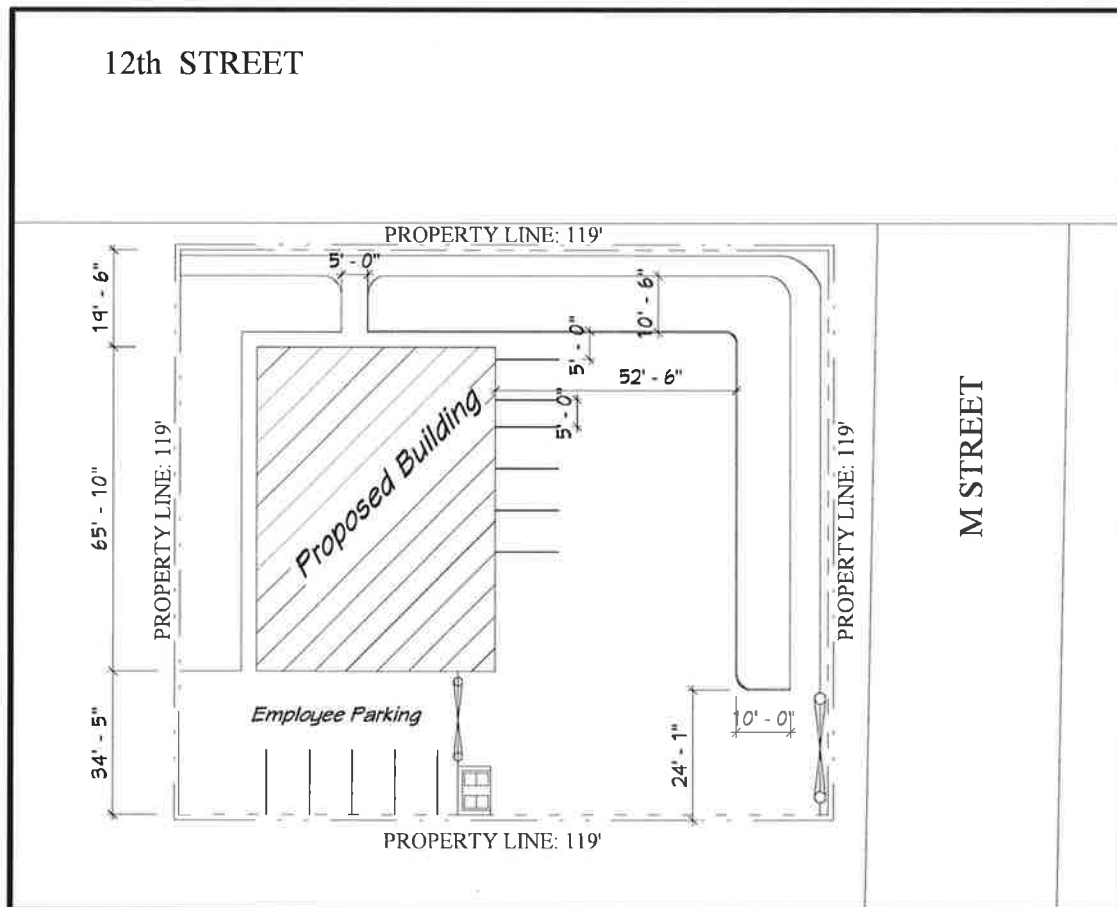 12th STREET
PROPERTY LINE: 119'
5' - 0"
19' - 6"
10' - 6"
5' - 0"
52' - 6"
5' - 0"
Proposed Building
65' - 10"
PROPERTY LINE: 119'
PROPERTY LINE: 119'
M STREET
Employee Parking
34' - 5"
24' - 1"
10' - 0"
PROPERTY LINE: 119'